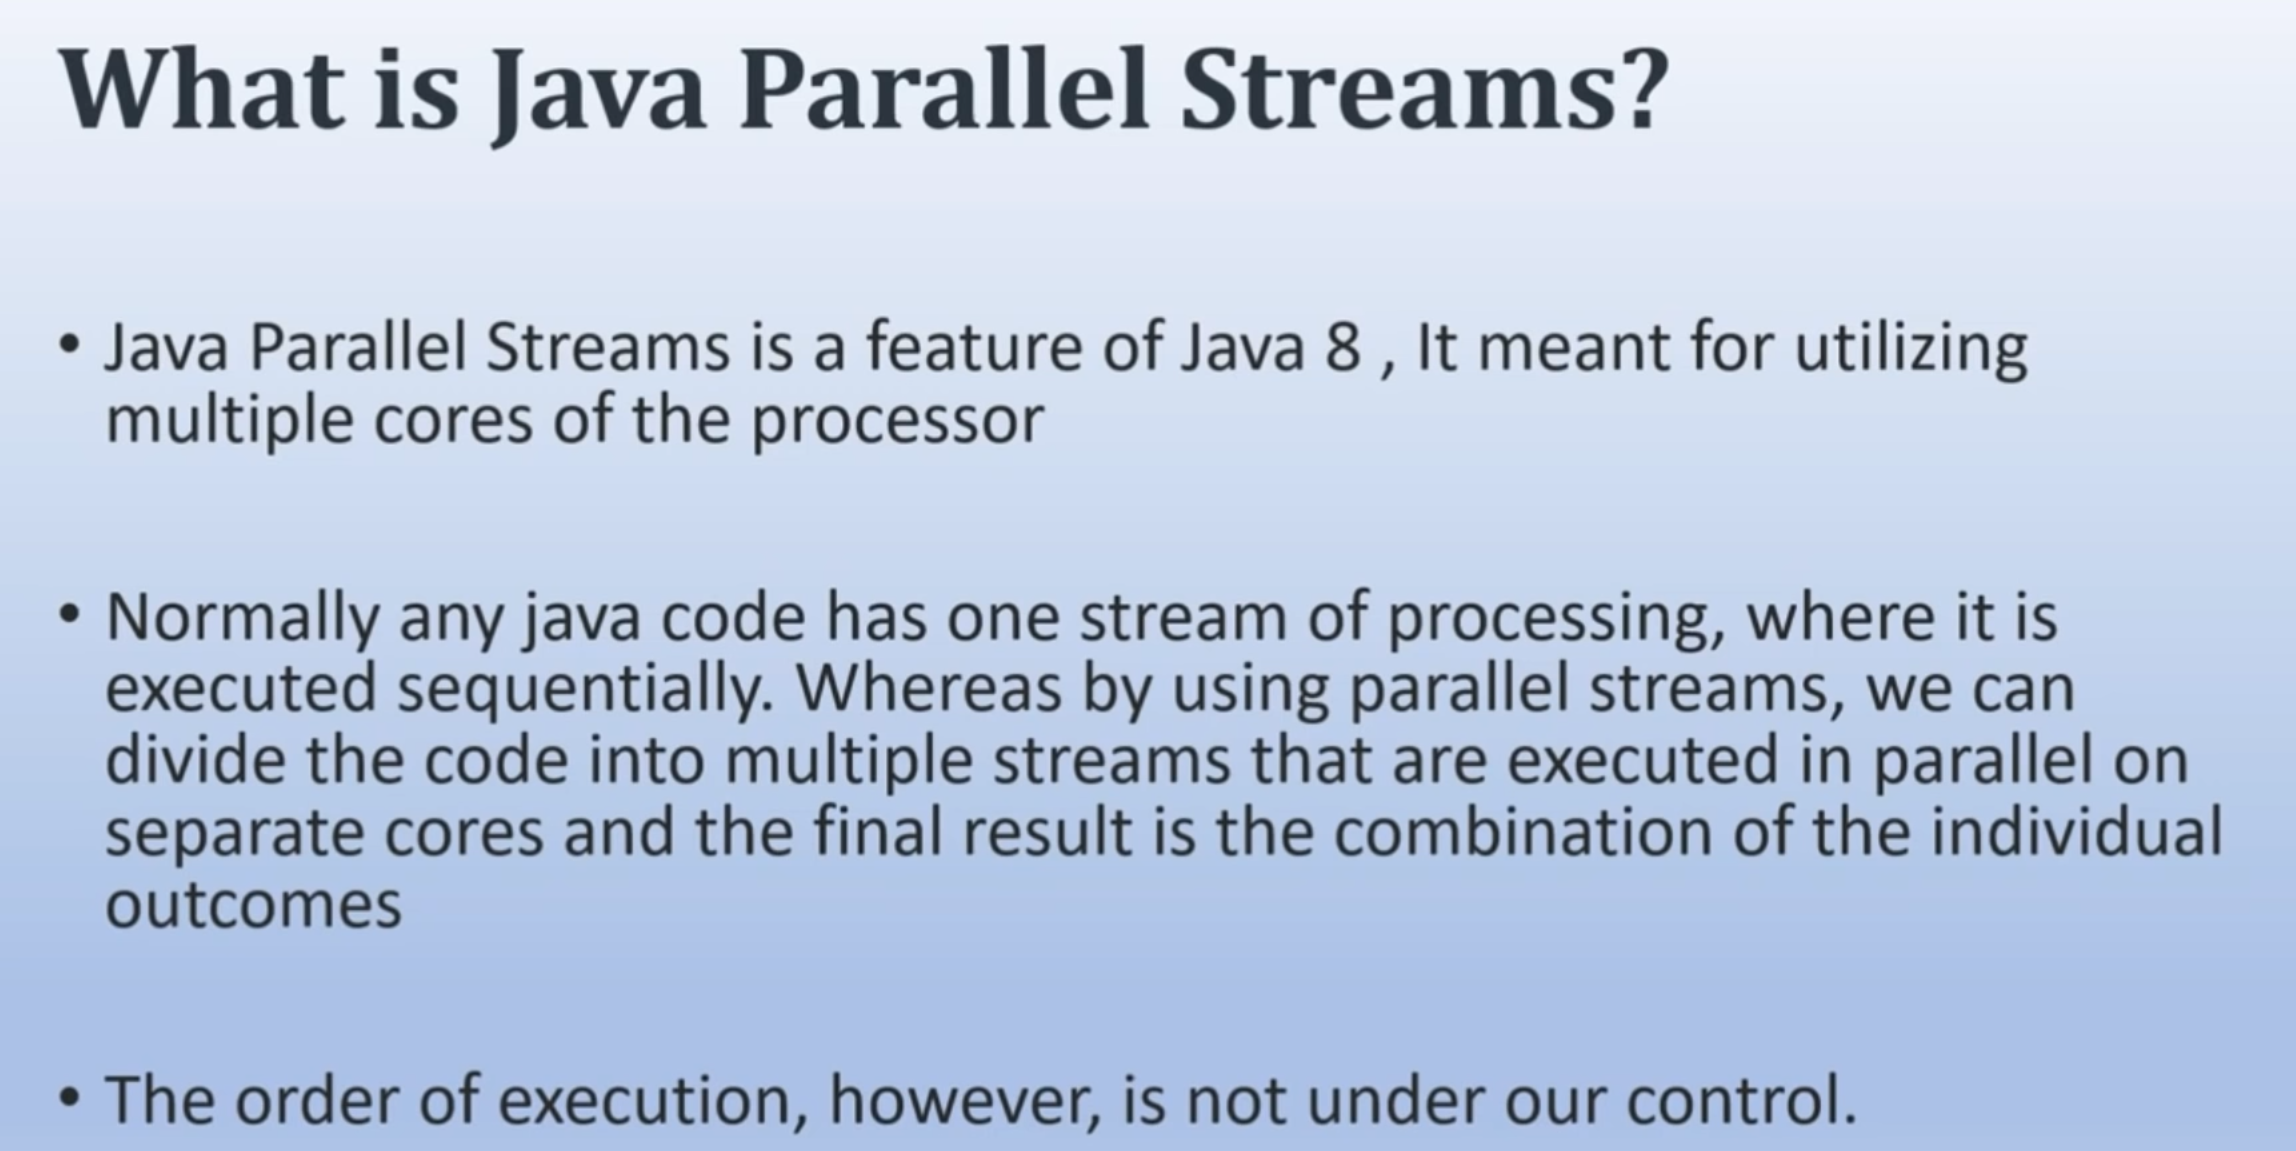 What is Java Parallel Streams?
• Java Parallel Streams is a feature of Java 8 , It meant for utilizing
multiple cores of the processor
• Normally any java code has one stream of processing, where it is
executed sequentially. Whereas by using parallel streams, we can
divide the code into multiple streams that are executed in parallel on
separate cores and the final result is the combination of the individual
outcomes
• The order of execution, however, is not under our control.